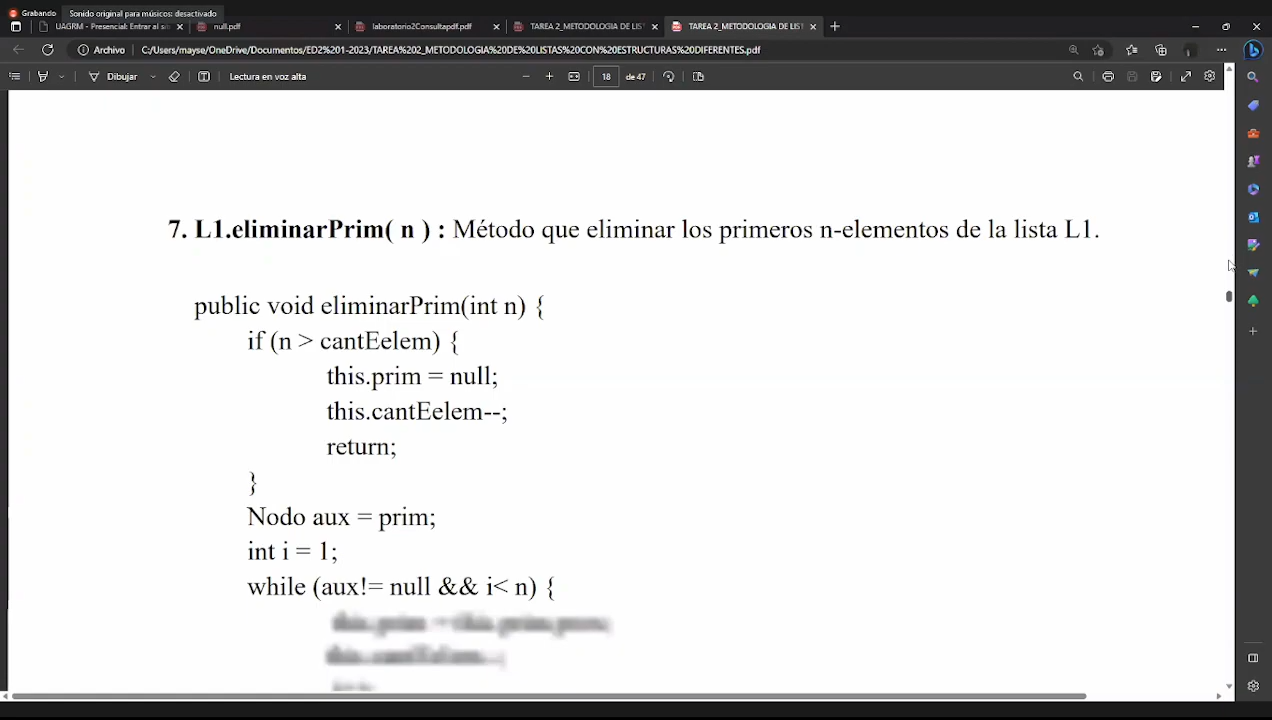 Grabando
Sonido original para músicos: desactivado
UAGRM - Presencial: Entrar al si
null.pdf
laboratorio2Consultapdf.pdf
TAREA 2_METODOLOGIA DE LIST
TAREA 2_METODOLOGIA DE LIST
Archivo
C:/Users/mayse/OneDrive/Documentos/ED2%201-2023/TAREA%202_METODOLOGIA%20DE%20LISTAS%20CON%20ESTRUCTURAS%20DIFERENTES.pdf
Dibujar
Lectura en voz alta
18 de 47
7. L1.eliminarPrim( n ) : Método que eliminar los primeros n-elementos de la lista L1.
public void eliminarPrim(int n) {
if (n > cantEelem) {
this.prim = null;
this.cantEelem--;
return;
}
Nodo aux = prim;
int i = 1;
while (aux!= null && i< n) {